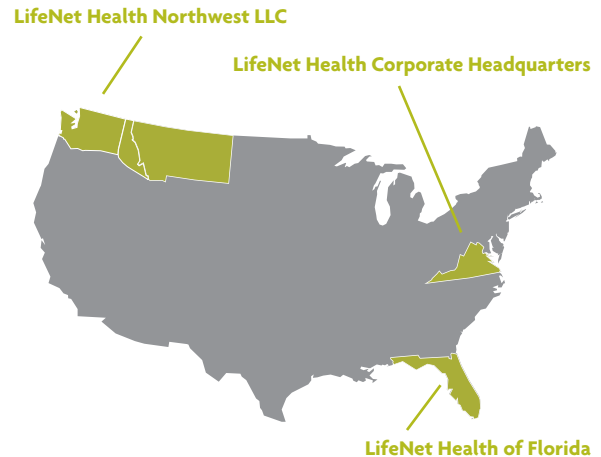 LifeNet Health Northwest LLC
LifeNet Health Corporate Headquarters
LifeNet Health of Florida